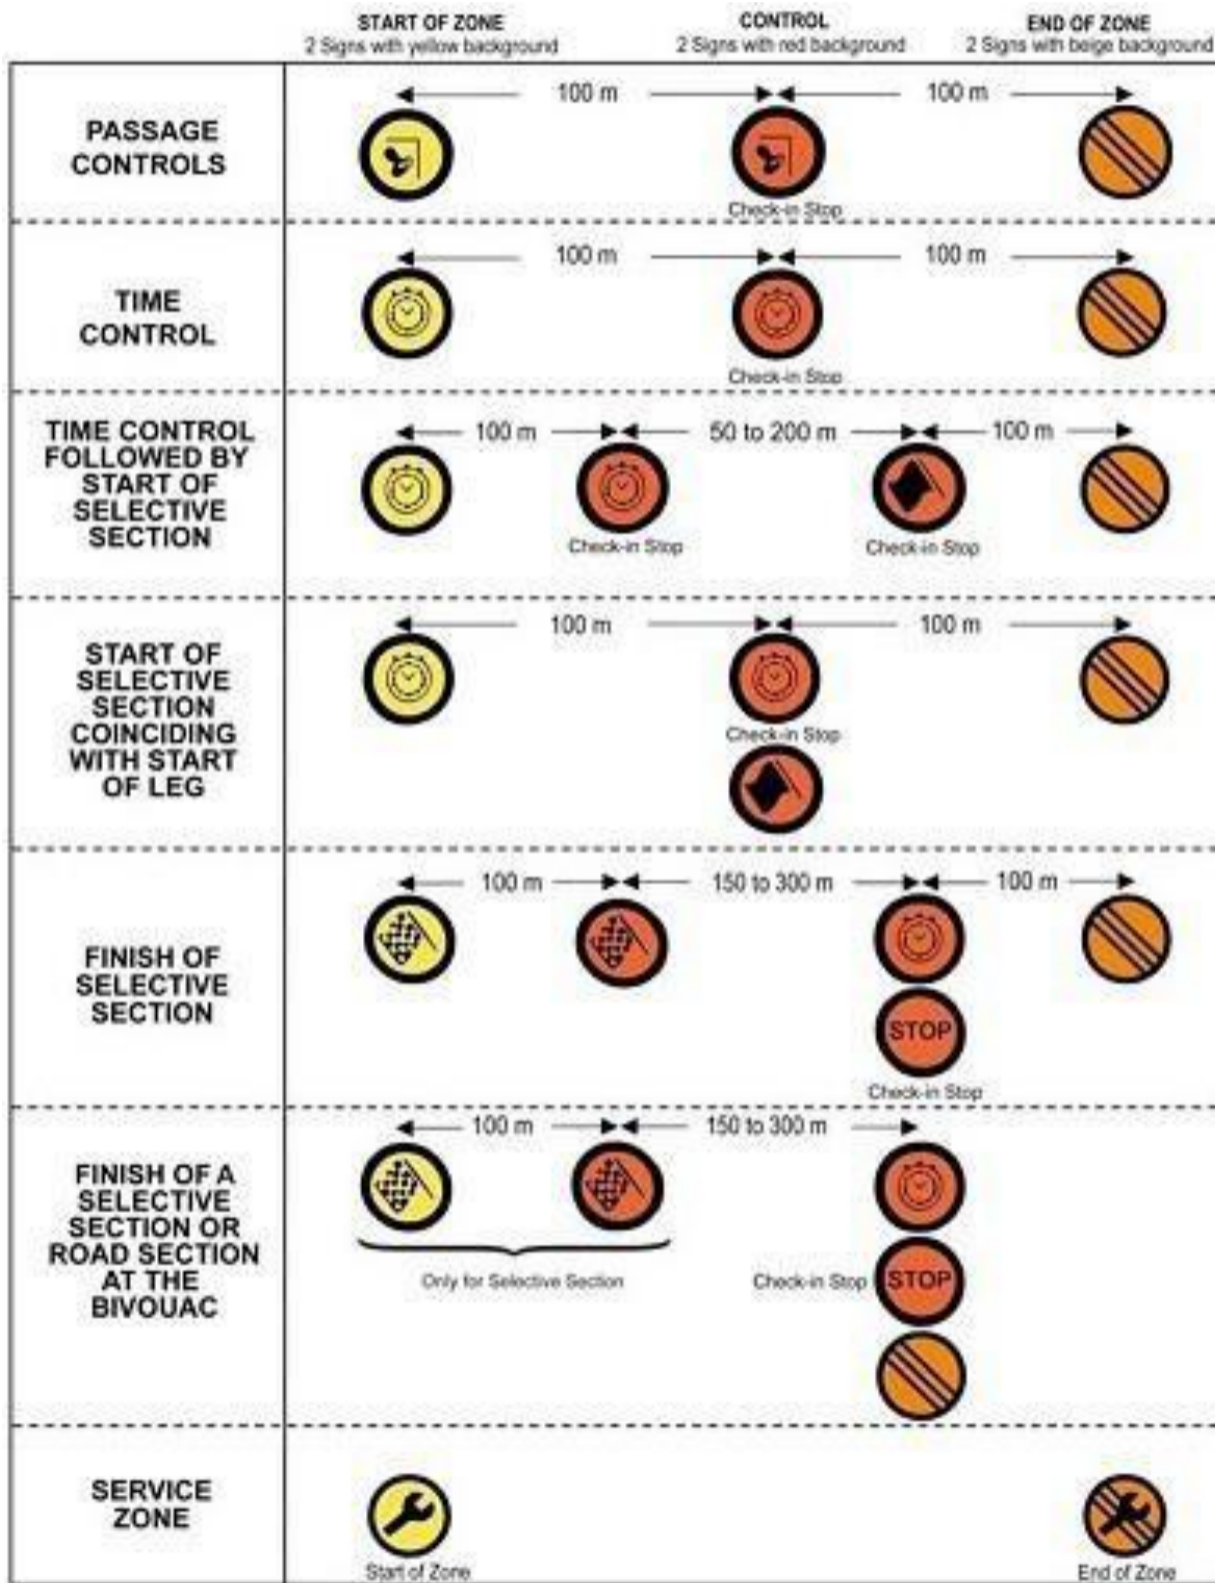 START OF ZONE
2 Signs with yellow background
CONTROL
2 Signs with red background
END OF ZONE
2 Signs with beige background
PASSAGE
CONTROLS
100 m
100 m
Check-in Stop
TIME
CONTROL
100 m
100 m
Check-in Stop
TIME CONTROL
FOLLOWED BY
START OF
SELECTIVE
SECTION
100 m
50 to 200 m
100 m
Check-in Stop
Check-in Stop
START OF
SELECTIVE
SECTION
COINCIDING
WITH START
OF LEG
100 m
100 m
Check-in Stop
FINISH OF
SELECTIVE
SECTION
100 m
150 to 300 m
100 m
STOP
Check-in Stop
FINISH OF A
SELECTIVE
SECTION OR
ROAD SECTION
AT THE
BIVOUAC
100 m
150 to 300 m
Only for Selective Section
Check-in Stop
STOP
SERVICE
ZONE
Start of Zone
End of Zone